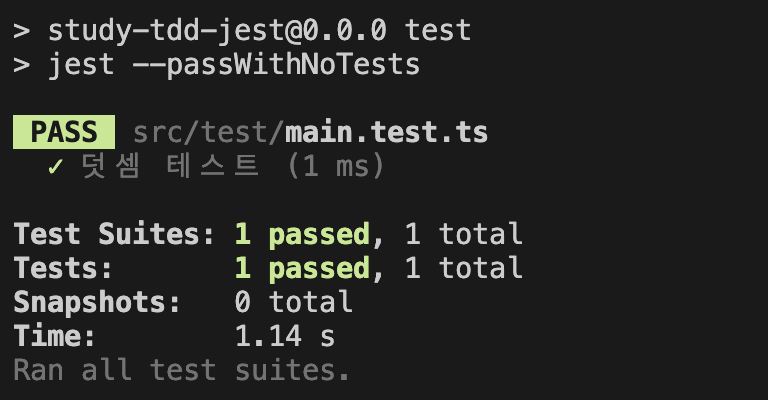 > study-tdd-jest@0.0.0 test
> jest --passWithNoTests
PASS src/test/main.test.ts
✓ 덧셈 테스트 (1 ms)
Test Suites: 1 passed, 1 total
Tests: 1 passed, 1 total
Snapshots: 0 total
Time: 1.14 s
Ran all test suites.